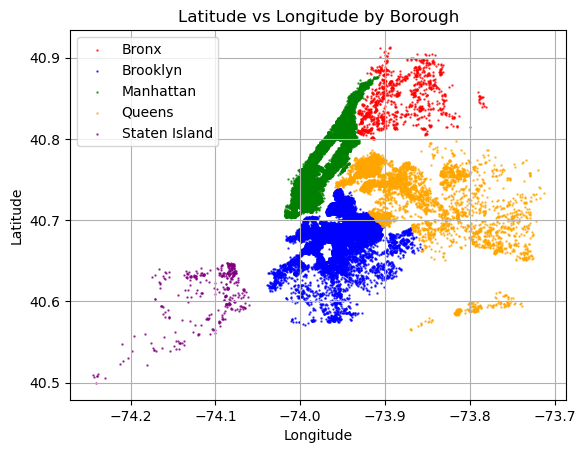 Latitude vs Longitude by Borough
Bronx
Brooklyn
Manhattan
Queens
Staten Island
Latitude
40.9
40.8
40.7
40.6
40.5
−74.2 −74.1 −74.0 −73.9 −73.8 −73.7
Longitude